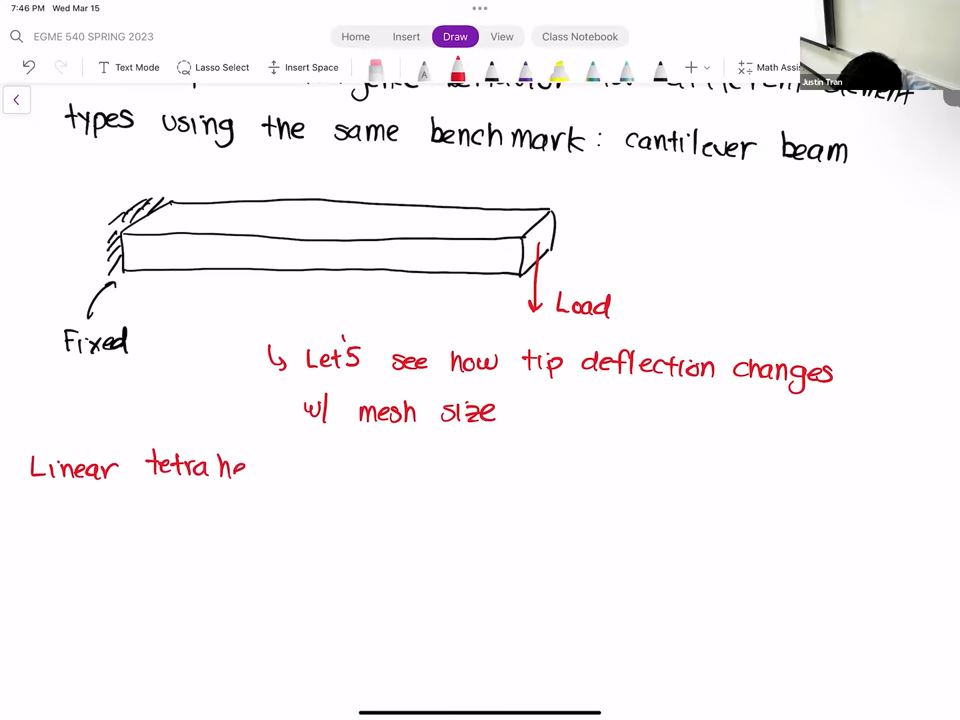 7:46 PM Wed Mar 15
EGME 540 SPRING 2023
Home Insert Draw View Class Notebook
Text Mode Lasso Select Insert Space Math Assis
Justin Tran
types using the same benchmark: cantilever beam
Load
Fixed
Let's see how tip deflection changes
w/ mesh size
Linear tetrahe